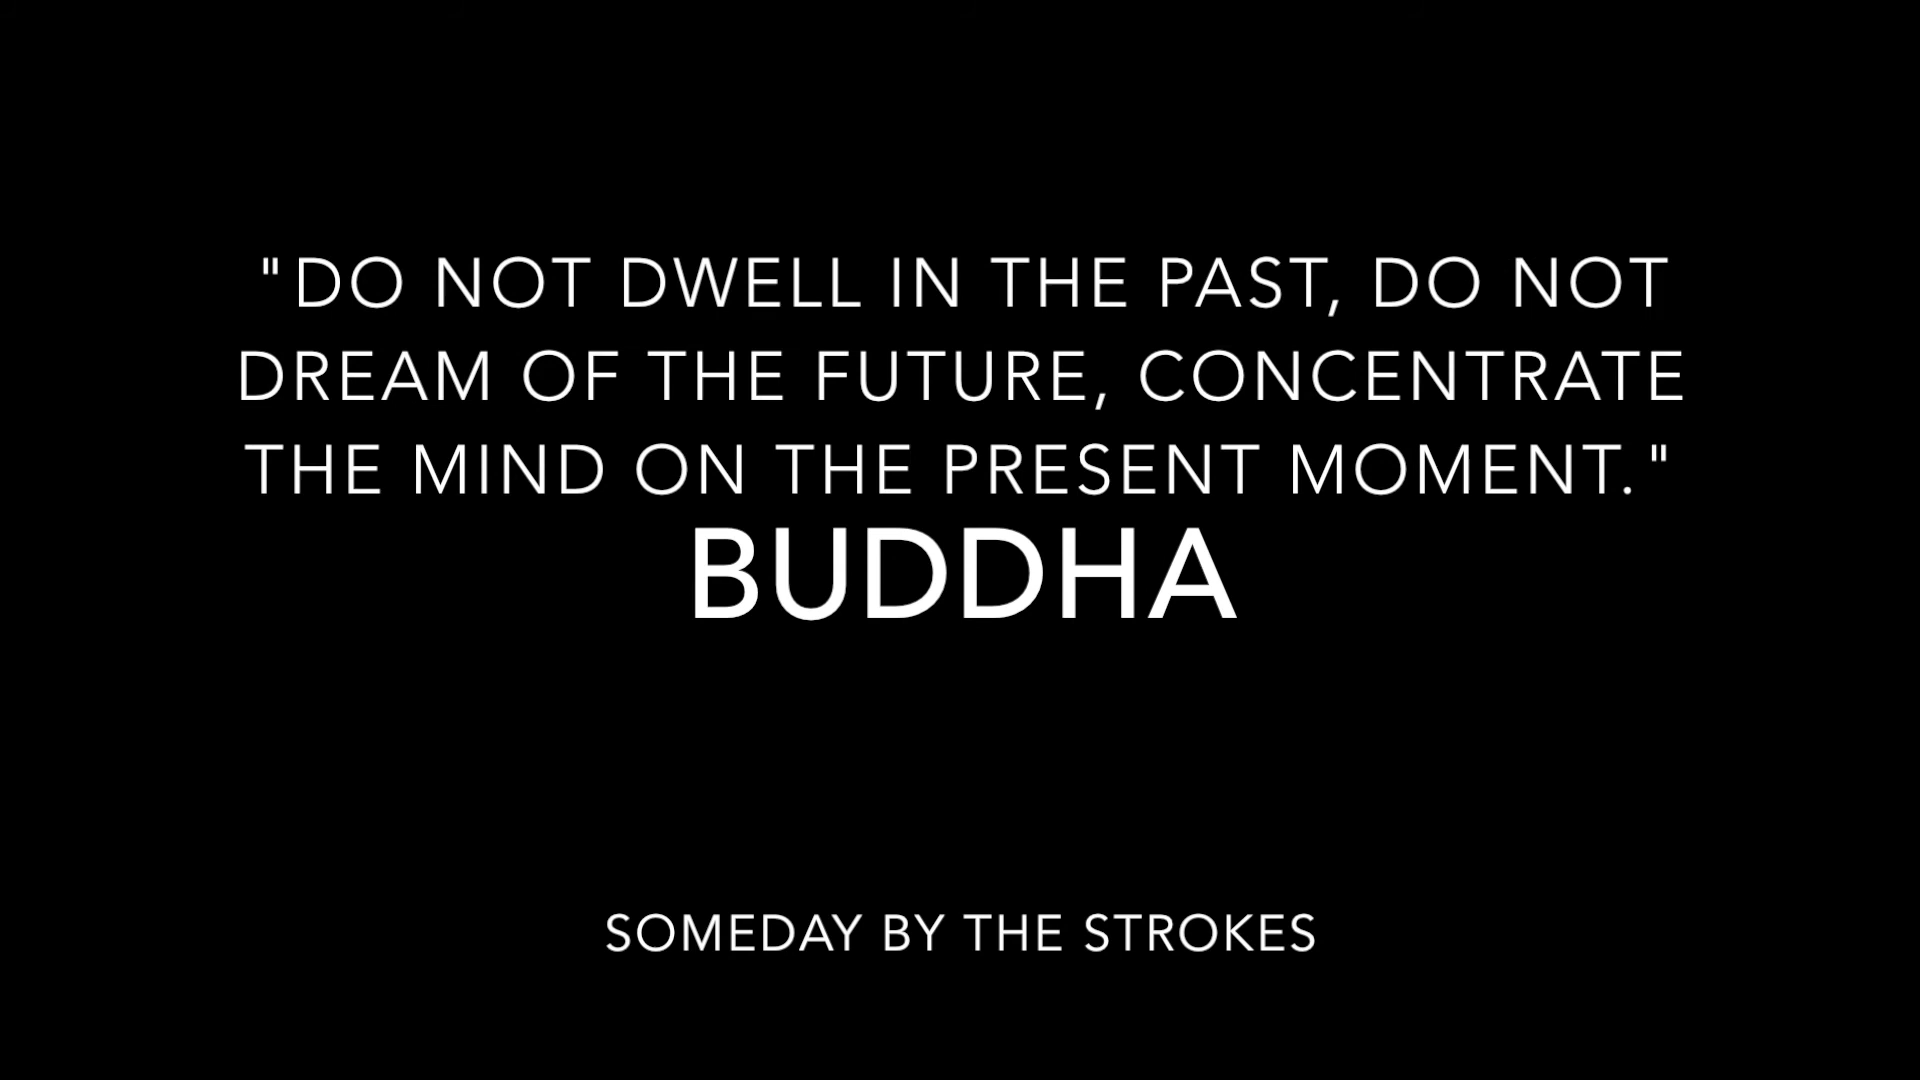 "DO NOT DWELL IN THE PAST, DO NOT
DREAM OF THE FUTURE, CONCENTRATE
THE MIND ON THE PRESENT MOMENT."
BUDDHA
SOMEDAY BY THE STROKES